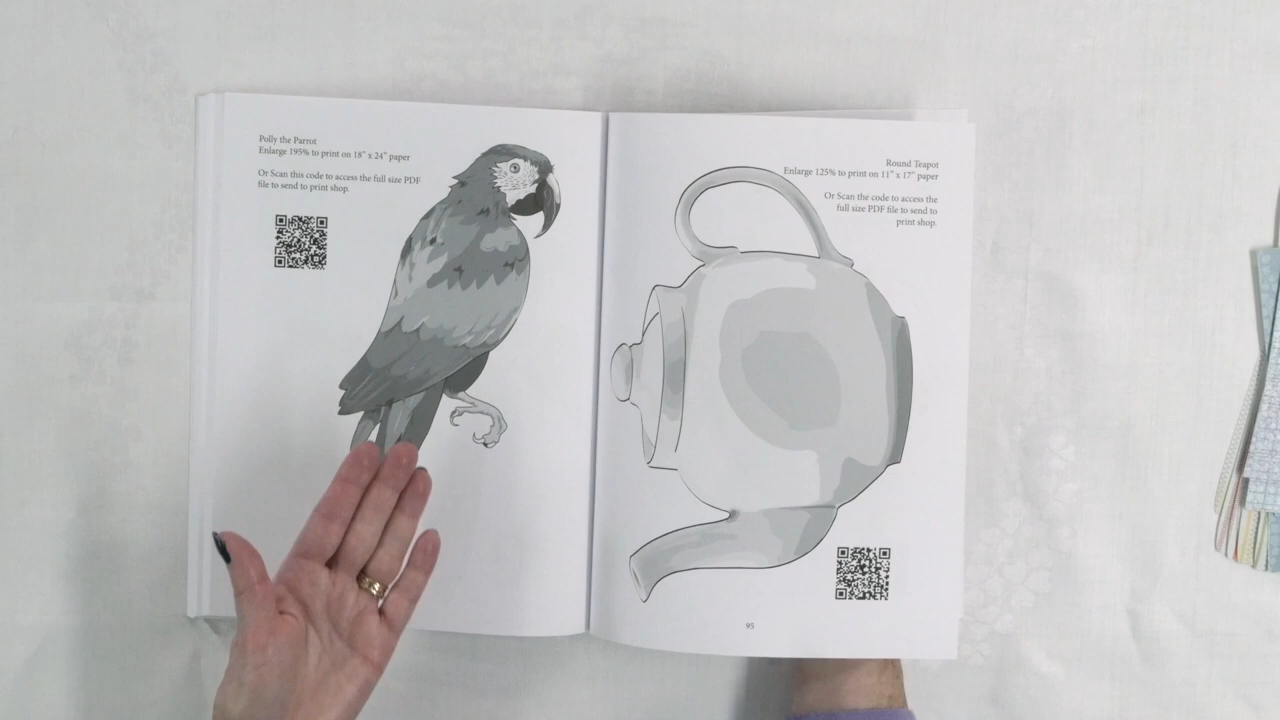 Polly the Parrot
Enlarge 195% to print on 18" x 24" paper
Or Scan this code to access the full size PDF
file to send to print shop.
Round Teapot
Enlarge 125% to print on 11" x 17" paper
Or Scan the code to access the
full size PDF file to send to
print shop.
95